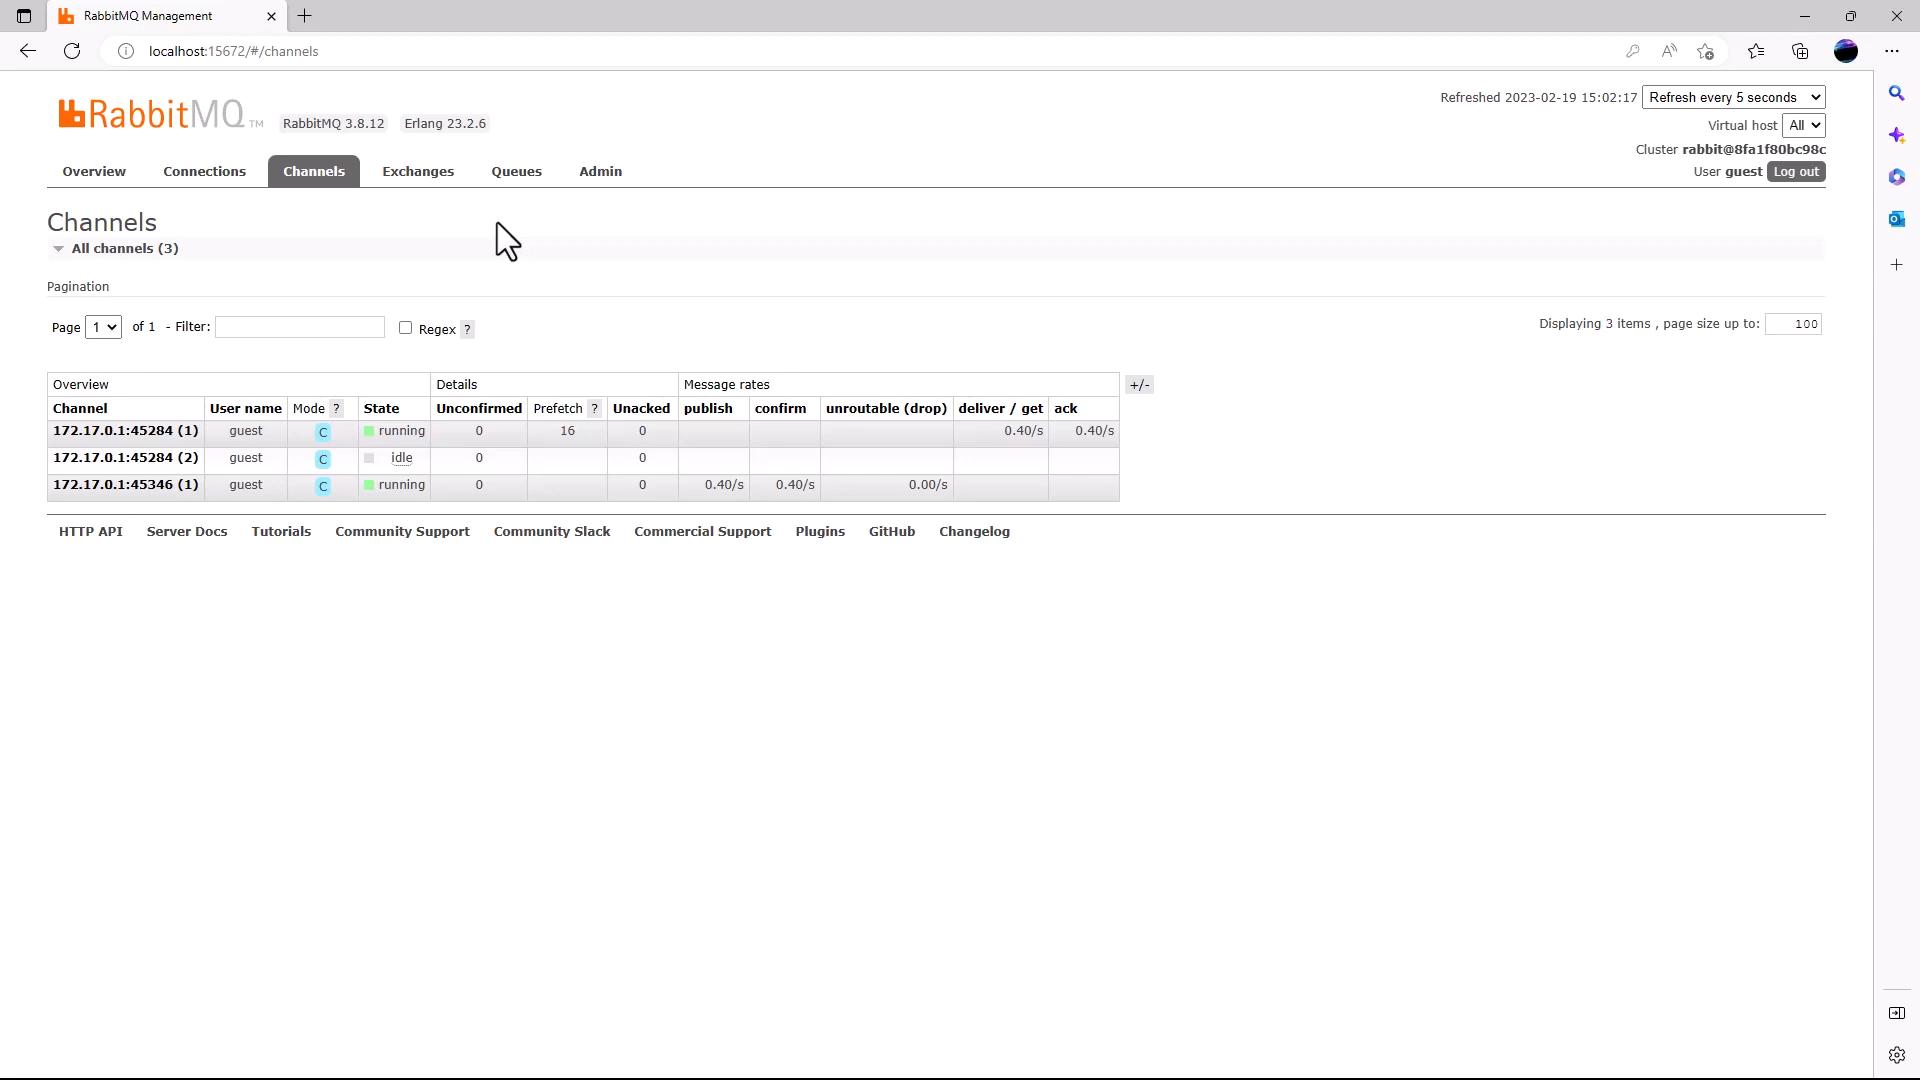 RabbitMQ Management
localhost:15672/#/channels
RabbitMQ TM RabbitMQ 3.8.12 Erlang 23.2.6
Refreshed 2023-02-19 15:02:17 Refresh every 5 seconds
Virtual host All
Cluster rabbit@8fa1f80bc98c
User guest Log out
Overview Connections Channels Exchanges Queues Admin
Channels
All channels (3)
Pagination
Page 1 of 1 - Filter: Regex ? Displaying 3 items , page size up to: 100
Overview Details Message rates +/-
Channel User name Mode ? State Unconfirmed Prefetch ? Unacked publish confirm unroutable (drop) deliver / get ack
172.17.0.1:45284 (1) guest C running 0 16 0 0.40/s 0.40/s
172.17.0.1:45284 (2) guest C idle 0 0
172.17.0.1:45346 (1) guest C running 0 0 0.40/s 0.40/s 0.00/s
HTTP API Server Docs Tutorials Community Support Community Slack Commercial Support Plugins GitHub Changelog